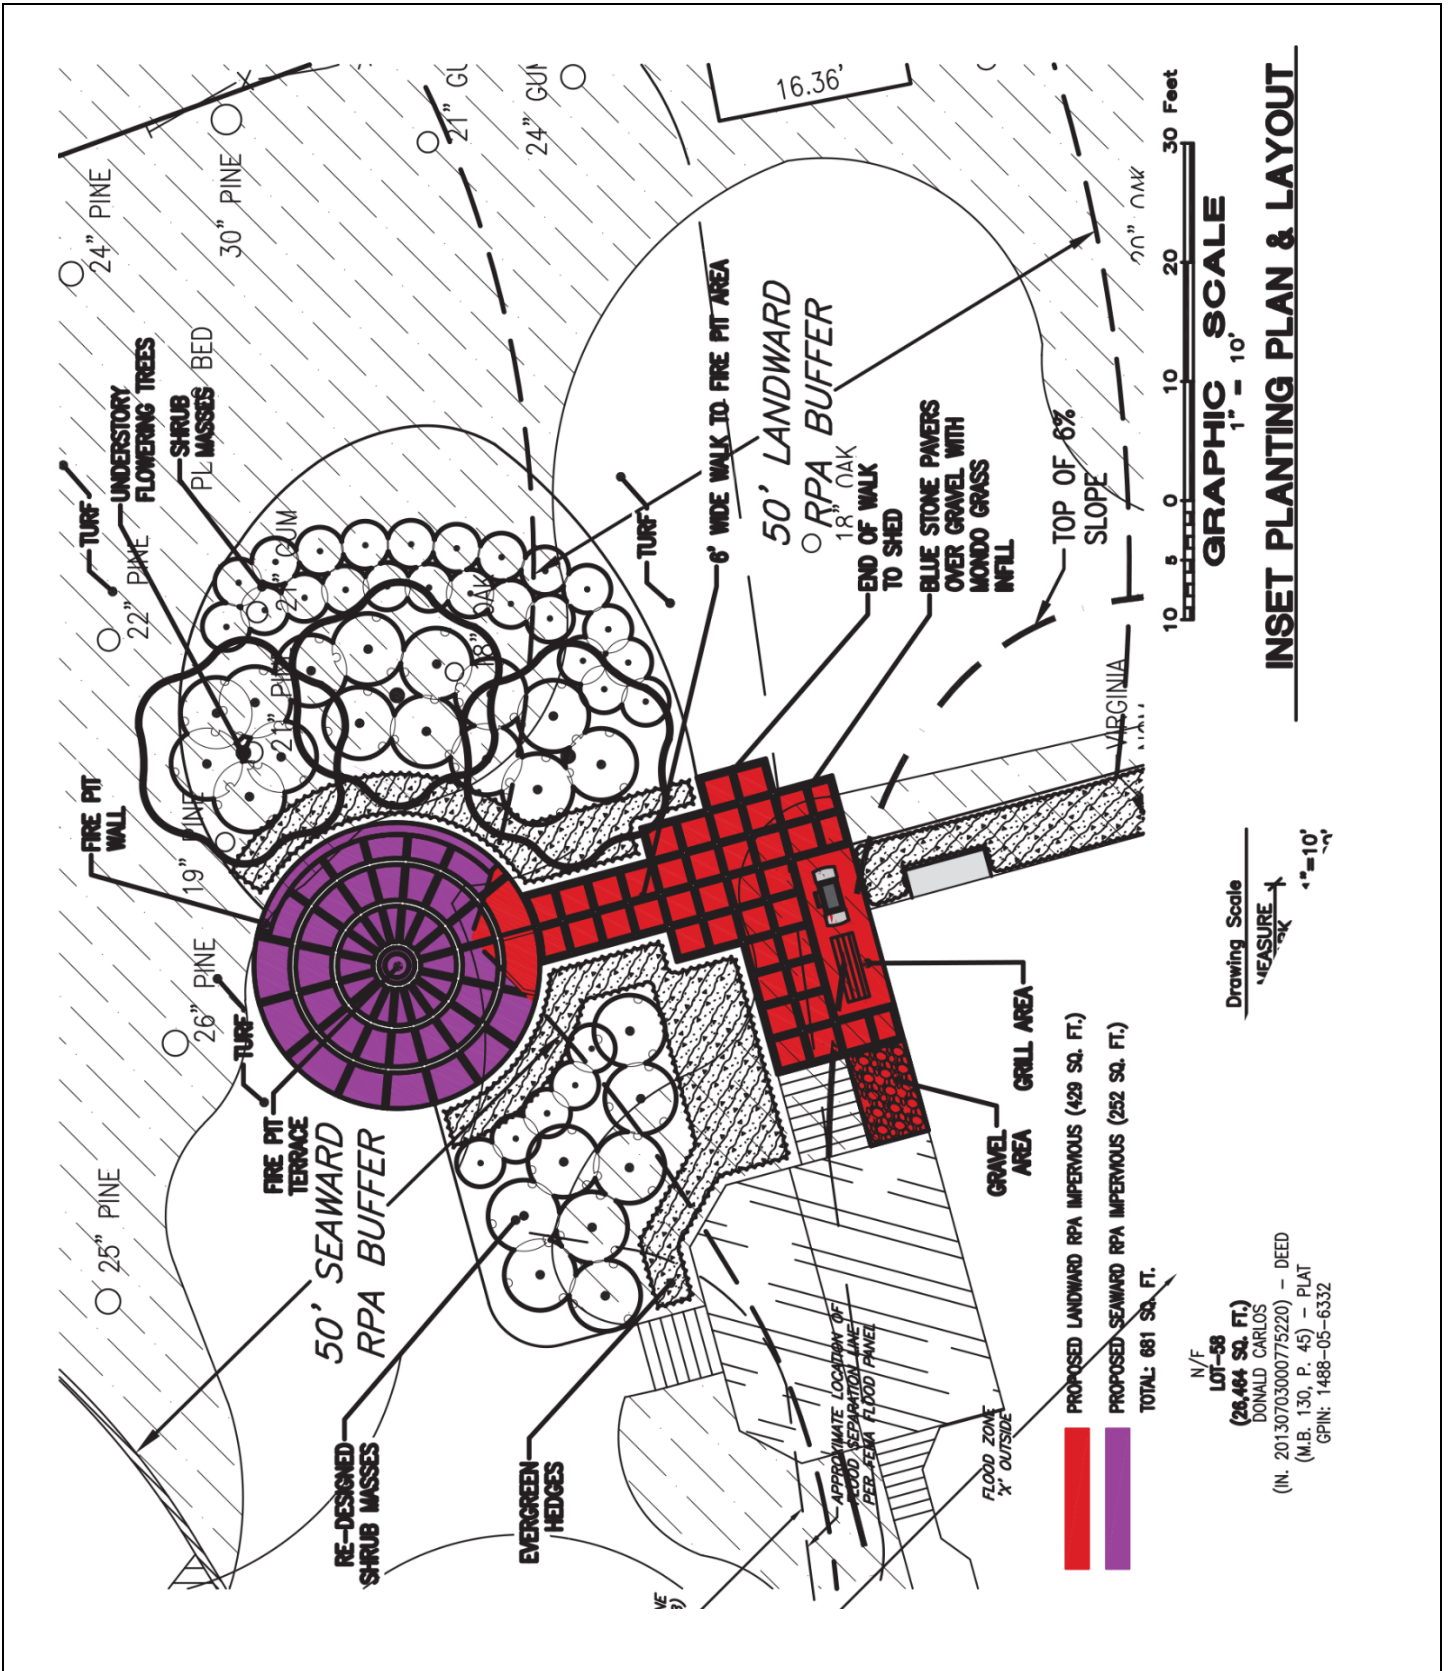 24" PINE
30" PINE
21" GU
24" GUM
16.36'
TURF
UNDERSTORY
FLOWERING TREES
SHRUB
MASSES
BED
22" PINE
21" GUM
18" OAK
21" PINE
TURF
6' WIDE WALK TO FIRE PIT AREA
50' LANDWARD
RPA BUFFER
18" OAK
END OF WALK
TO SHED
BLUE STONE PAVERS
OVER GRAVEL WITH
MONDO GRASS
INFILL
TOP OF 6%
SLOPE
20" OAK
VIRGINIA
FIRE PIT
WALL
19" PINE
26" PINE
TURF
FIRE PIT
TERRACE
25" PINE
50' SEAWARD
RPA BUFFER
RE-DESIGNED
SHRUB MASSES
EVERGREEN
HEDGES
GRAVEL
AREA
GRILL AREA
APPROXIMATE LOCATION OF
FLOOD SEPARATION LINE
PER FEMA FLOOD PANEL
FLOOD ZONE
'X' OUTSIDE
PROPOSED LANDWARD RPA IMPERVIOUS (429 SQ. FT.)
PROPOSED SEAWARD RPA IMPERVIOUS (252 SQ. FT.)
TOTAL: 681 SQ. FT.
N/F
LOT-58
(26,464 SQ. FT.)
DONALD CARLOS
(IN. 20130703000775220) - DEED
(M.B. 130, P. 45) - PLAT
GPIN: 1488-05-6332
Drawing Scale
MEASURE
1"=10'
10 5 0 10 20 30 Feet
GRAPHIC SCALE
1" = 10'
INSET PLANTING PLAN & LAYOUT